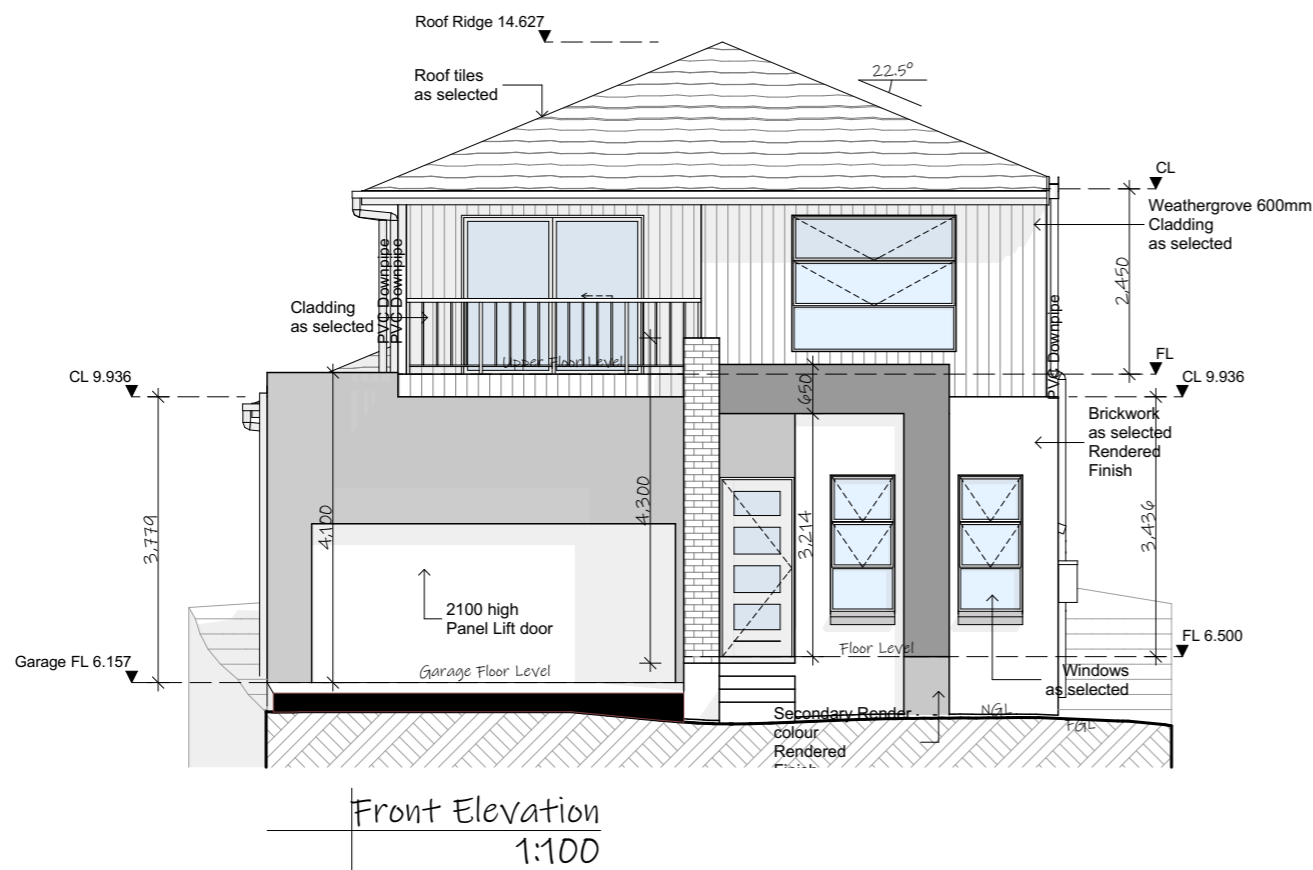 Roof Ridge 14.627
Roof tiles
as selected
22.5°
CL
Weathergrove 600mm
Cladding
as selected
2,450
PVC Downpipe
PVC Downpipe
PVC Downpipe
Cladding
as selected
Upper Floor Level
FL
CL 9.936
CL 9.936
650
Brickwork
as selected
Rendered
Finish
3,779
4,100
4,300
3,214
3,436
2100 high
Panel Lift door
Garage Floor Level
Garage FL 6.157
Floor Level
FL 6.500
Windows
as selected
Secondary Render
colour
Rendered
NGL
FGL
Front Elevation
1:100